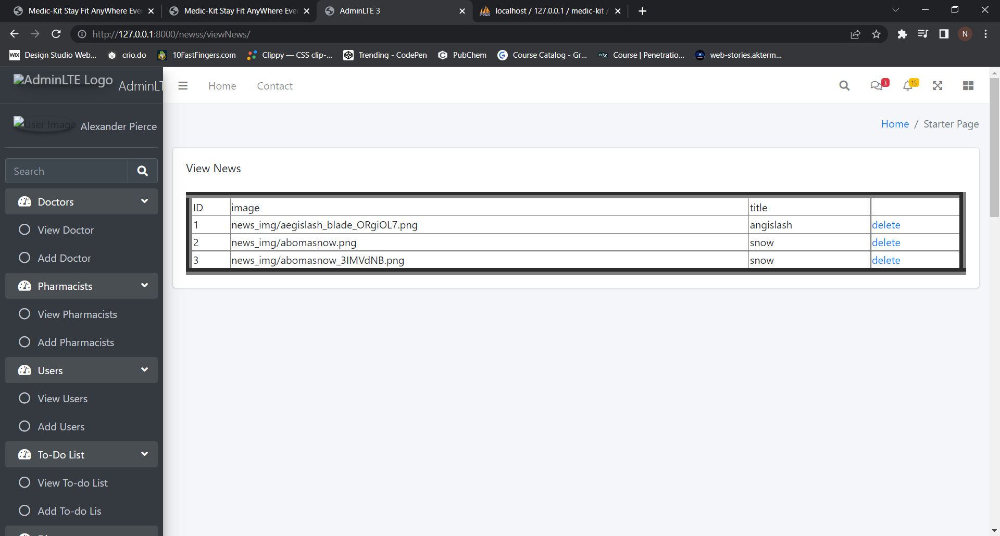 Medic-Kit Stay Fit AnyWhere Ever
Medic-Kit Stay Fit AnyWhere Ever
AdminLTE 3
localhost / 127.0.0.1 / medic-kit /
http://127.0.0.1:8000/newss/viewNews/
N
WIX Design Studio Web...
crio.do
10FastFingers.com
Clippy — CSS clip-...
Trending - CodePen
PubChem
G Course Catalog - Gr...
edX Course | Penetratio...
web-stories.akterm...
AdminLTE Logo
AdminLT
Home
Contact
3
15
User Image
Alexander Pierce
Home / Starter Page
Search
View News
ID image title
1 news_img/aegislash_blade_ORgiOL7.png angislash delete
2 news_img/abomasnow.png snow delete
3 news_img/abomasnow_3IMVdNB.png snow delete
Doctors
View Doctor
Add Doctor
Pharmacists
View Pharmacists
Add Pharmacists
Users
View Users
Add Users
To-Do List
View To-do List
Add To-do Lis